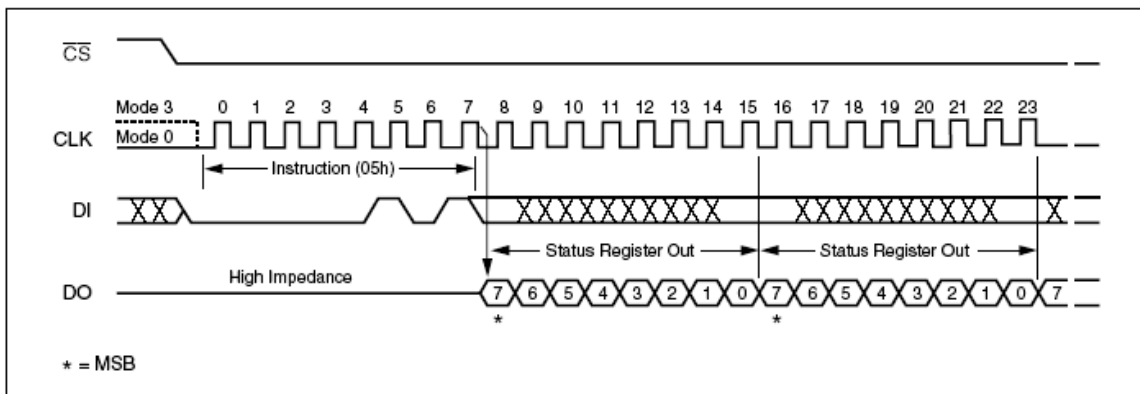 CS
Mode 3
0 1 2 3 4 5 6 7 8 9 10 11 12 13 14 15 16 17 18 19 20 21 22 23
CLK
Mode 0
Instruction (05h)
DI
Status Register Out Status Register Out
High Impedance
DO
7 6 5 4 3 2 1 0 7 6 5 4 3 2 1 0 7
* *
* = MSB